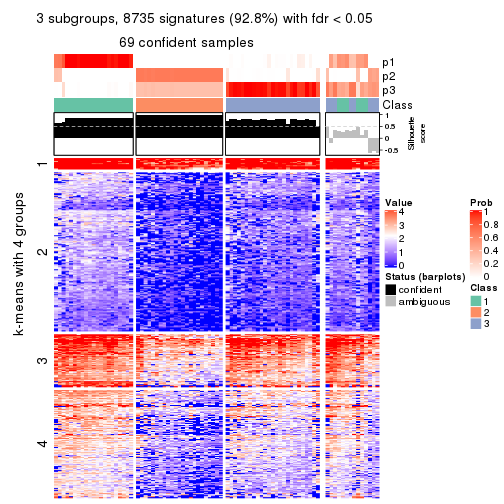 3 subgroups, 8735 signatures (92.8%) with fdr < 0.05
69 confident samples
p1
p2
p3
Class
1
0.5
0
-0.5
Silhouette
score
k-means with 4 groups
1
2
3
4
Value
4
3
2
1
0
Status (barplots)
confident
ambiguous
Prob
1
0.8
0.6
0.4
0.2
0
Class
1
2
3